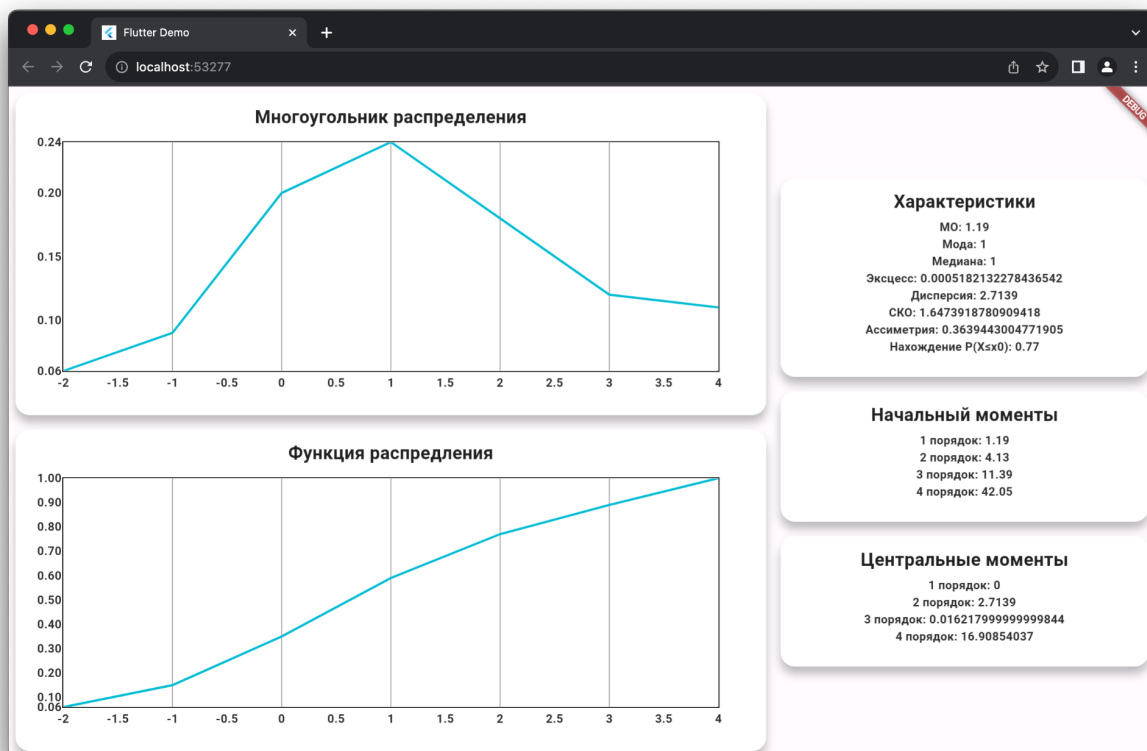 Flutter Demo
localhost:53277
DEBUG
Многоугольник распределения
0.24
0.20
0.15
0.10
0.06
-2 -1.5 -1 -0.5 0 0.5 1 1.5 2 2.5 3 3.5 4
Функция распредления
1.00
0.90
0.80
0.70
0.60
0.50
0.40
0.30
0.20
0.10
0.06
-2 -1.5 -1 -0.5 0 0.5 1 1.5 2 2.5 3 3.5 4
Характеристики
МО: 1.19
Мода: 1
Медиана: 1
Эксцесс: 0.0005182132278436542
Дисперсия: 2.7139
СКО: 1.6473918780909418
Ассиметрия: 0.3639443004771905
Нахождение P(X≤x0): 0.77
Начальный моменты
1 порядок: 1.19
2 порядок: 4.13
3 порядок: 11.39
4 порядок: 42.05
Центральные моменты
1 порядок: 0
2 порядок: 2.7139
3 порядок: 0.016217999999999844
4 порядок: 16.90854037